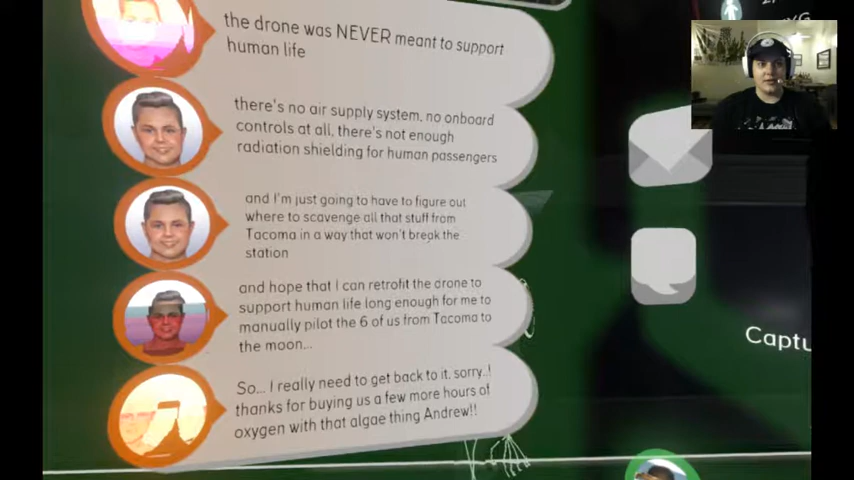 the drone was NEVER meant to support
human life
there's no air supply system, no onboard
controls at all, there's not enough
radiation shielding for human passengers
and I'm just going to have to figure out
where to scavenge all that stuff from
Tacoma in a way that won't break the
station
and hope that I can retrofit the drone to
support human life long enough for me to
manually pilot the 6 of us from Tacoma to
the moon...
So... I really need to get back to it, sorry..!
thanks for buying us a few more hours of
oxygen with that algae thing Andrew!!
Captu